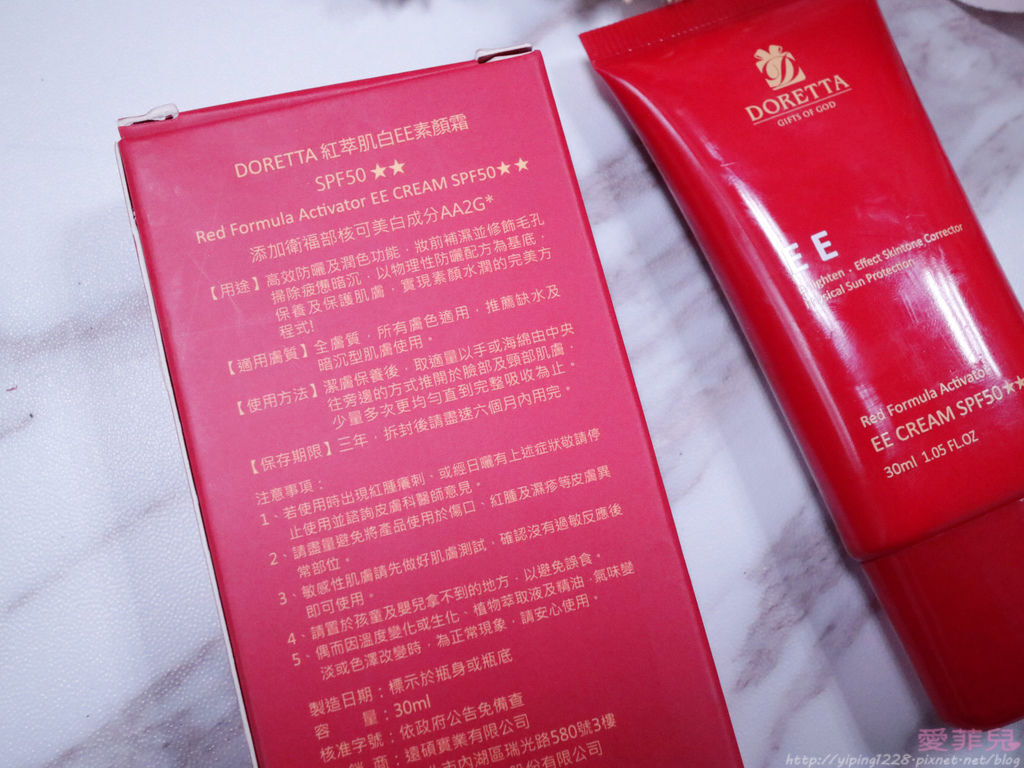 DORETTA 紅萃肌白EE素顏霜
SPF50 ★★
Red Formula Activator EE CREAM SPF50★★
添加衛福部核可美白成分AA2G*
【用途】高效防曬及潤色功能,妝前補濕並修飾毛孔
掃除疲憊暗沉,以物理性防曬配方為基底,
保養及保護肌膚,實現素顏水潤的完美方
程式!
【適用膚質】全膚質,所有膚色適用,推薦缺水及
暗沉型肌膚使用。
【使用方法】潔膚保養後,取適量以手或海綿由中央
往旁邊的方式推開於臉部及頸部肌膚,
少量多次更均勻直到完整吸收為止。
【保存期限】三年,拆封後請盡速六個月內用完。
注意事項:
1、若使用時出現紅腫癢刺、或經日曬有上述症狀敬請停
止使用並諮詢皮膚科醫師意見。
2、請盡量避免將產品使用於傷口、紅腫及濕疹等皮膚異
常部位。
3、敏感性肌膚請先做好肌膚測試,確認沒有過敏反應後
即可使用。
4、請置於孩童及嬰兒拿不到的地方,以避免誤食。
5、偶而因溫度變化或生化、植物萃取液及精油,氣味變
淡或色澤改變時,為正常現象,請安心使用。
製造日期:標示於瓶身或瓶底
容 量:30ml
核准字號:依政府公告免備查
銷 商:遠碩實業有限公司
北市內湖區瑞光路580號3樓
股份有限公司
DORETTA
GIFTS OF GOD
EE
ghten．Effect Skintone Corrector
sical Sun Protection
Red Formula Activato
EE CREAM SPF50★★
30ml 1.05 FL.OZ
愛菲兒
http://yiping1228.pixnet.net/blog